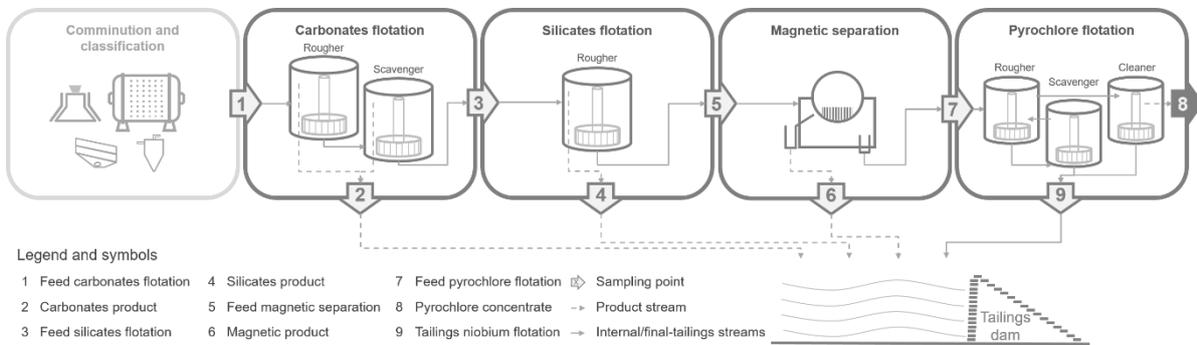 Comminution and
classification
Carbonates flotation
Rougher
Scavenger
Silicates flotation
Rougher
Magnetic separation
Pyrochlore flotation
Rougher
Scavenger
Cleaner
1
3
5
7
8
2
4
6
9
Legend and symbols
1 Feed carbonates flotation
2 Carbonates product
3 Feed silicates flotation
4 Silicates product
5 Feed magnetic separation
6 Magnetic product
7 Feed pyrochlore flotation
8 Pyrochlore concentrate
9 Tailings niobium flotation
x Sampling point
Product stream
Internal/final-tailings streams
Tailings
dam